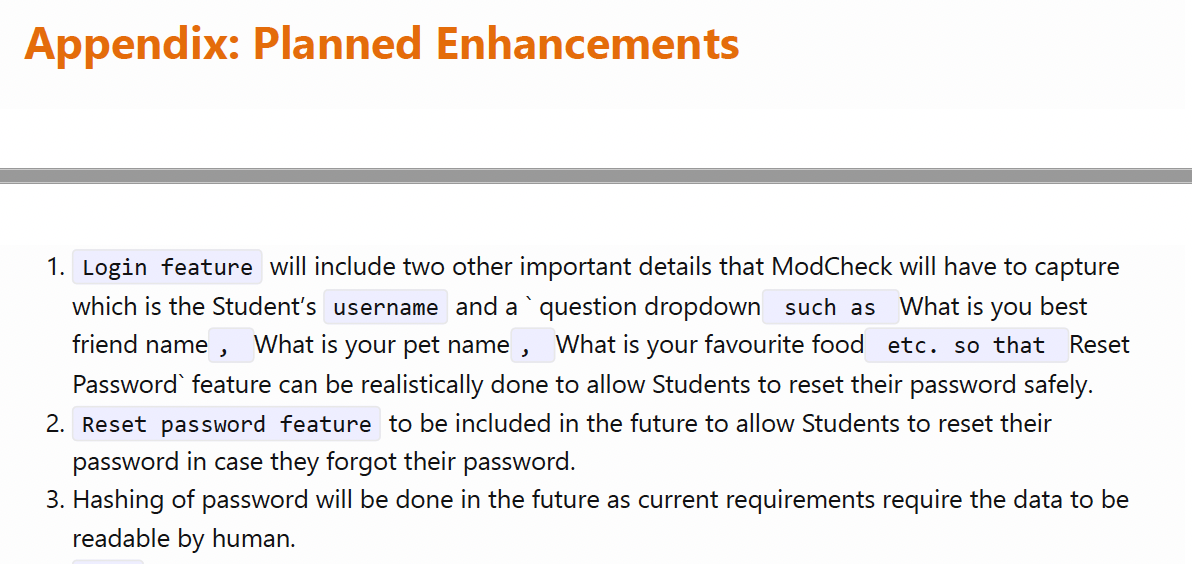 Appendix: Planned Enhancements
1. Login feature will include two other important details that ModCheck will have to capture
which is the Student’s username and a ` question dropdown such as What is you best
friend name , What is your pet name , What is your favourite food etc. so that Reset
Password` feature can be realistically done to allow Students to reset their password safely.
2. Reset password feature to be included in the future to allow Students to reset their
password in case they forgot their password.
3. Hashing of password will be done in the future as current requirements require the data to be
readable by human.